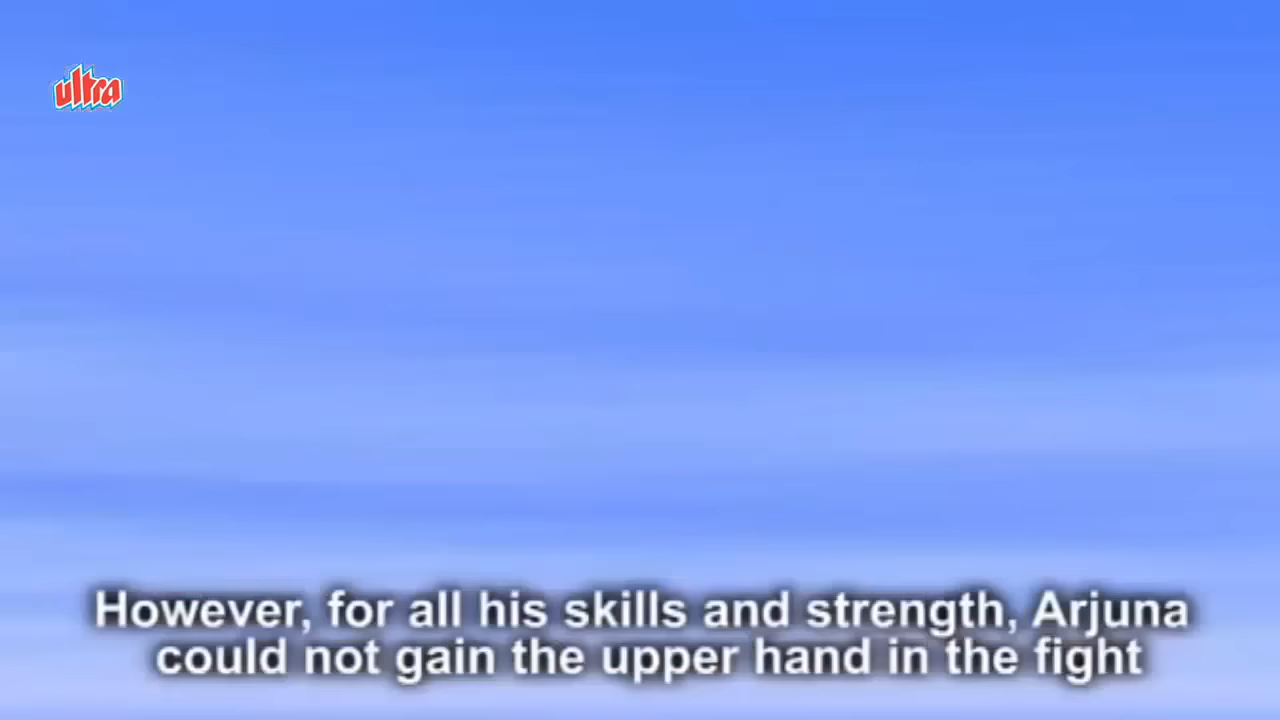 ultra
However, for all his skills and strength, Arjuna
could not gain the upper hand in the fight